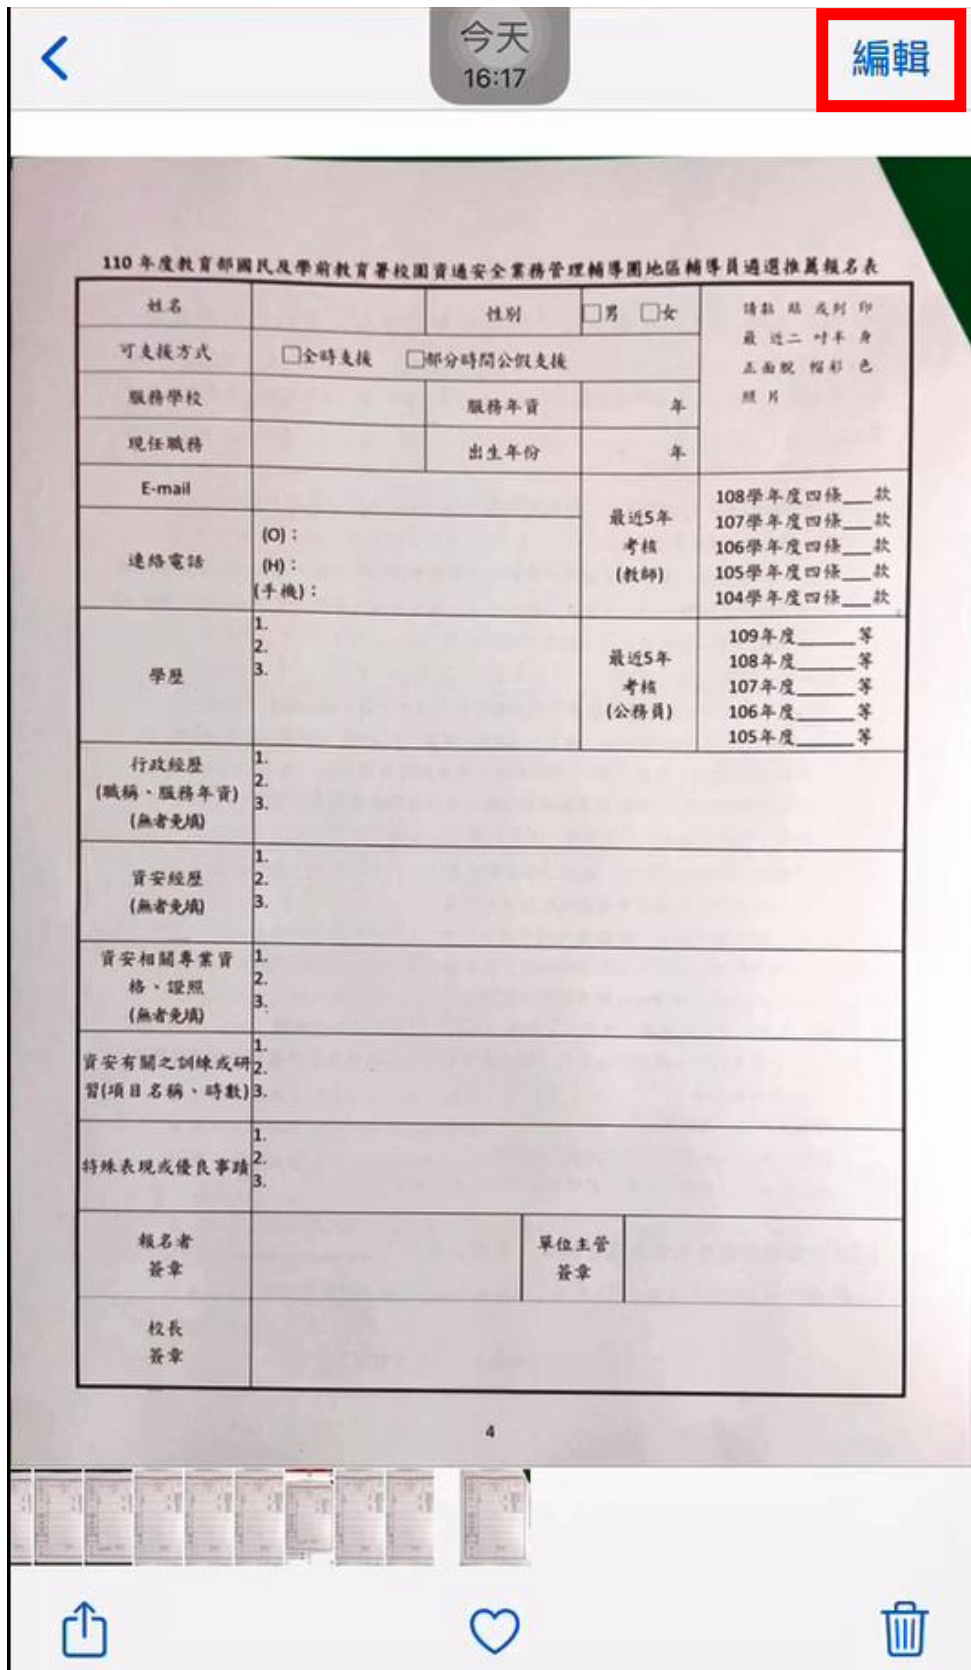 今天
編輯
16:17
110 年度教育部國民及學前教育署校園資通安全業務管理輔導團地區輔導員遴選推薦報名表
姓名
性別
□男 □女
請黏貼或列印
最近二吋半身
正面脫帽彩色
照片
可支援方式
□全時支援 □部分時間公假支援
服務學校
服務年資
年
現任職務
出生年份
年
E-mail
最近5年
考核
(教師)
108學年度四條___款
107學年度四條___款
106學年度四條___款
105學年度四條___款
104學年度四條___款
連絡電話
(O)：
(H)：
(手機)：
學歷
1.
2.
3.
最近5年
考核
(公務員)
109年度______等
108年度______等
107年度______等
106年度______等
105年度______等
行政經歷
(職稱、服務年資)
(無者免填)
1.
2.
3.
資安經歷
(無者免填)
1.
2.
3.
資安相關專業資
格、證照
(無者免填)
1.
2.
3.
資安有關之訓練或研
習(項目名稱、時數)
1.
2.
3.
特殊表現或優良事蹟
1.
2.
3.
報名者
簽章
單位主管
簽章
校長
簽章
4